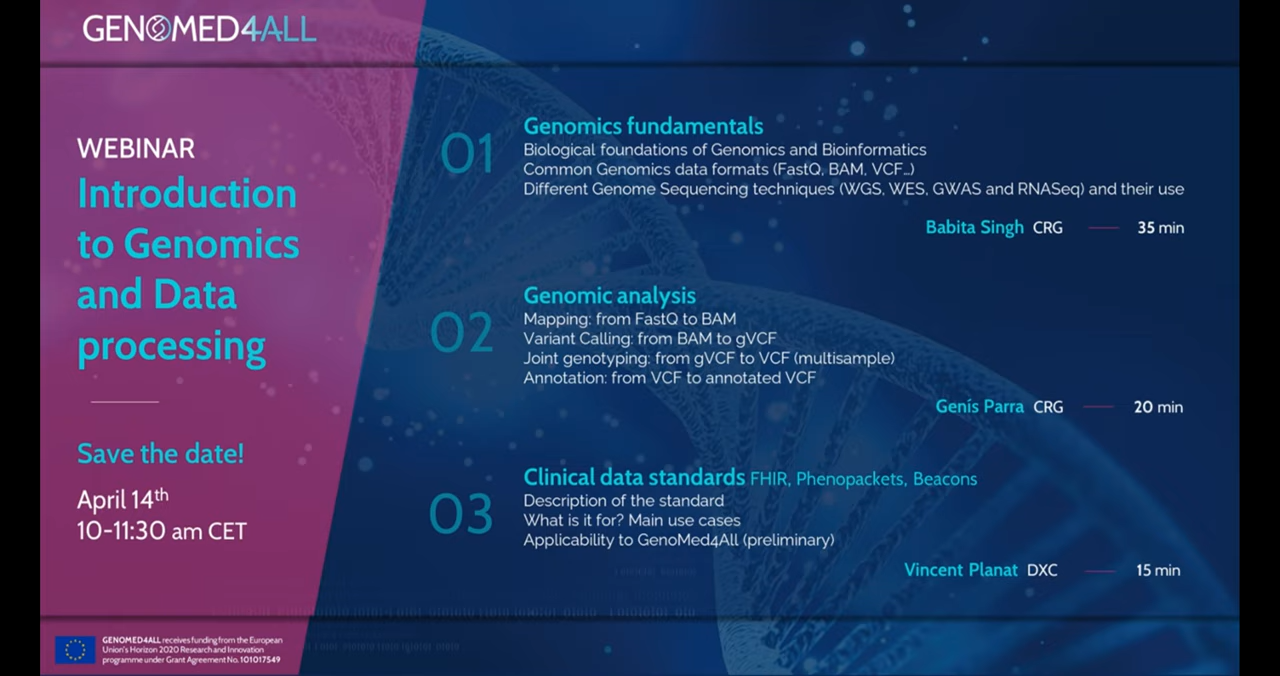 GENOMED4ALL
WEBINAR
Introduction
to Genomics
and Data
processing
Save the date!
April 14th
10-11:30 am CET
01
Genomics fundamentals
Biological foundations of Genomics and Bioinformatics
Common Genomics data formats (FastQ, BAM, VCF...)
Different Genome Sequencing techniques (WGS, WES, GWAS and RNASeq) and their use
Babita Singh CRG — 35 min
02
Genomic analysis
Mapping: from FastQ to BAM
Variant Calling: from BAM to gVCF
Joint genotyping: from gVCF to VCF (multisample)
Annotation: from VCF to annotated VCF
Genís Parra CRG — 20 min
03
Clinical data standards FHIR, Phenopackets, Beacons
Description of the standard
What is it for? Main use cases
Applicability to GenoMed4All (preliminary)
Vincent Planat DXC — 15 min
GENOMED4ALL receives funding from the European
Union's Horizon 2020 Research and Innovation
programme under Grant Agreement No. 101017549